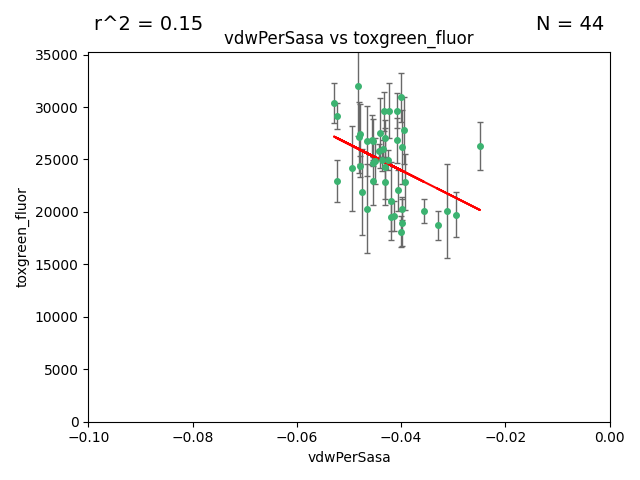 r^2 = 0.15
N = 44
vdwPerSasa vs toxgreen_fluor
35000
30000
25000
20000
15000
10000
5000
0
toxgreen_fluor
−0.10
−0.08
−0.06
−0.04
−0.02
0.00
vdwPerSasa